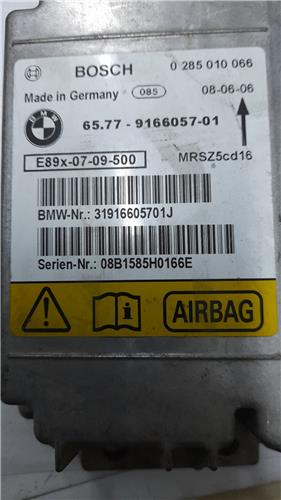 BOSCH 0 285 010 066
Made in Germany 085 08-06-06
BMW 65.77 - 9166057-01
E89x-07-09-500 MRSZ5cd16
BMW-Nr.: 31916605701J
Serien-Nr.: 08B1585H0166E
AIRBAG